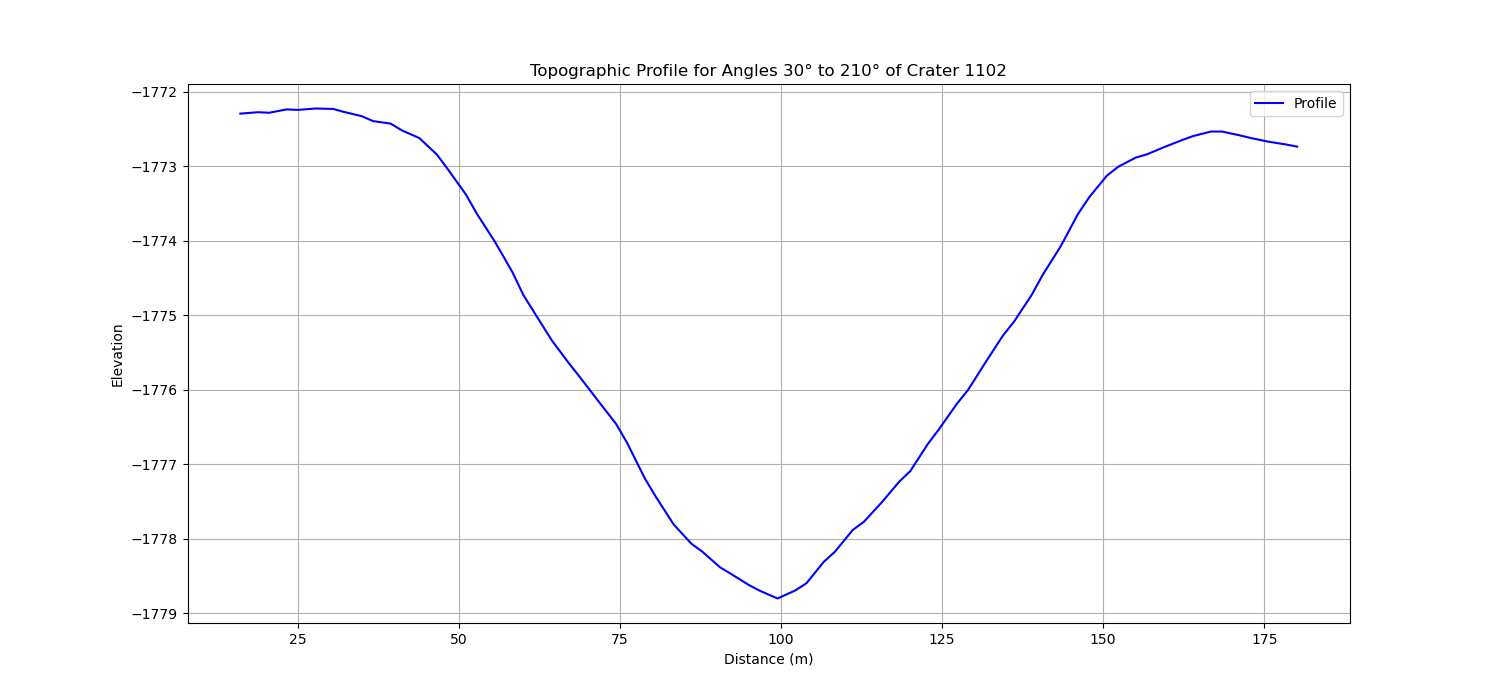 Topographic Profile for Angles 30° to 210° of Crater 1102
Profile
−1772
−1773
−1774
−1775
−1776
−1777
−1778
−1779
Elevation
25 50 75 100 125 150 175
Distance (m)